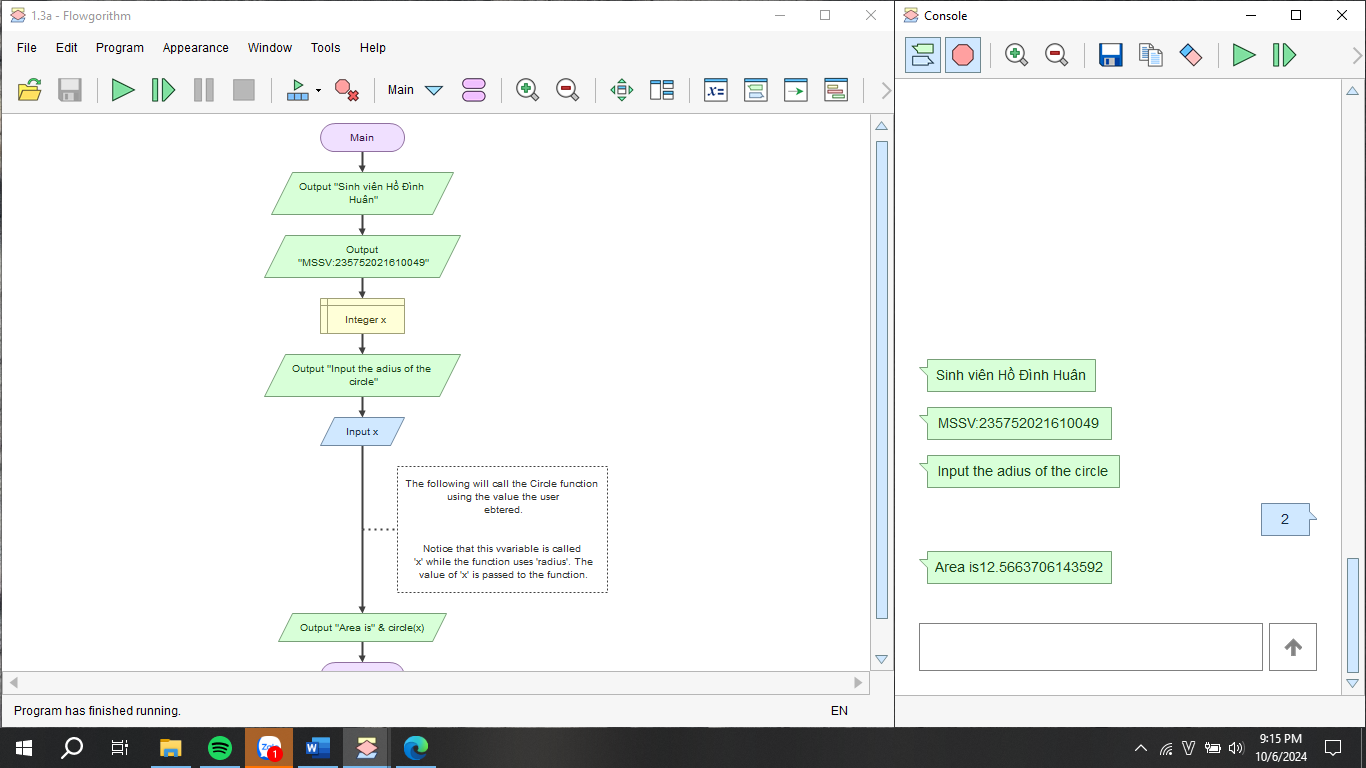 1.3a - Flowgorithm
File Edit Program Appearance Window Tools Help
Main
x=
Main
Output "Sinh viên Hồ Đình
Huân"
Output
"MSSV:235752021610049"
Integer x
Output "Input the adius of the
circle"
Input x
The following will call the Circle function
using the value the user
ebtered.
Notice that this vvariable is called
'x' while the function uses 'radius'. The
value of 'x' is passed to the function.
Output "Area is" & circle(x)
Program has finished running.
EN
Console
Sinh viên Hồ Đình Huân
MSSV:235752021610049
Input the adius of the circle
2
Area is12.5663706143592
Zalo
1
W
9:15 PM
10/6/2024